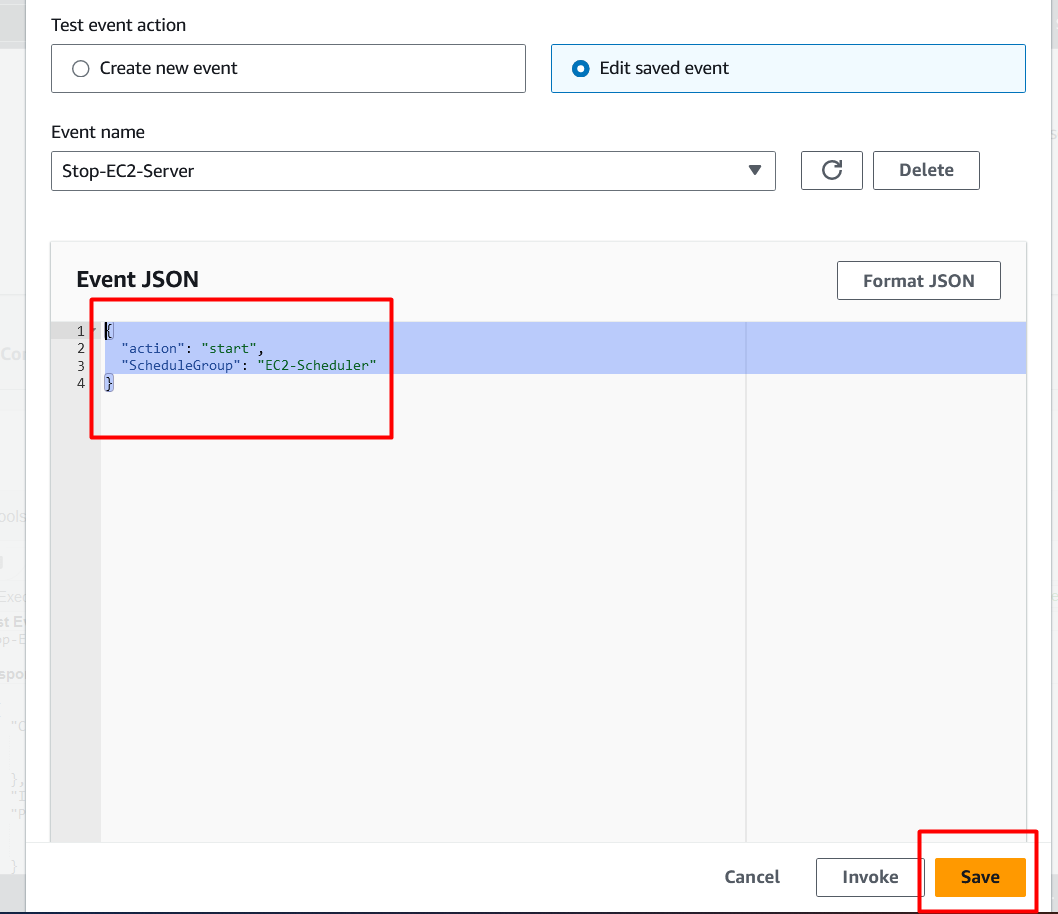 Test event action
Create new event
Edit saved event
Event name
Stop-EC2-Server
Delete
Event JSON
Format JSON
1 {
2 "action": "start",
3 "ScheduleGroup": "EC2-Scheduler"
4 }
Cancel
Invoke
Save